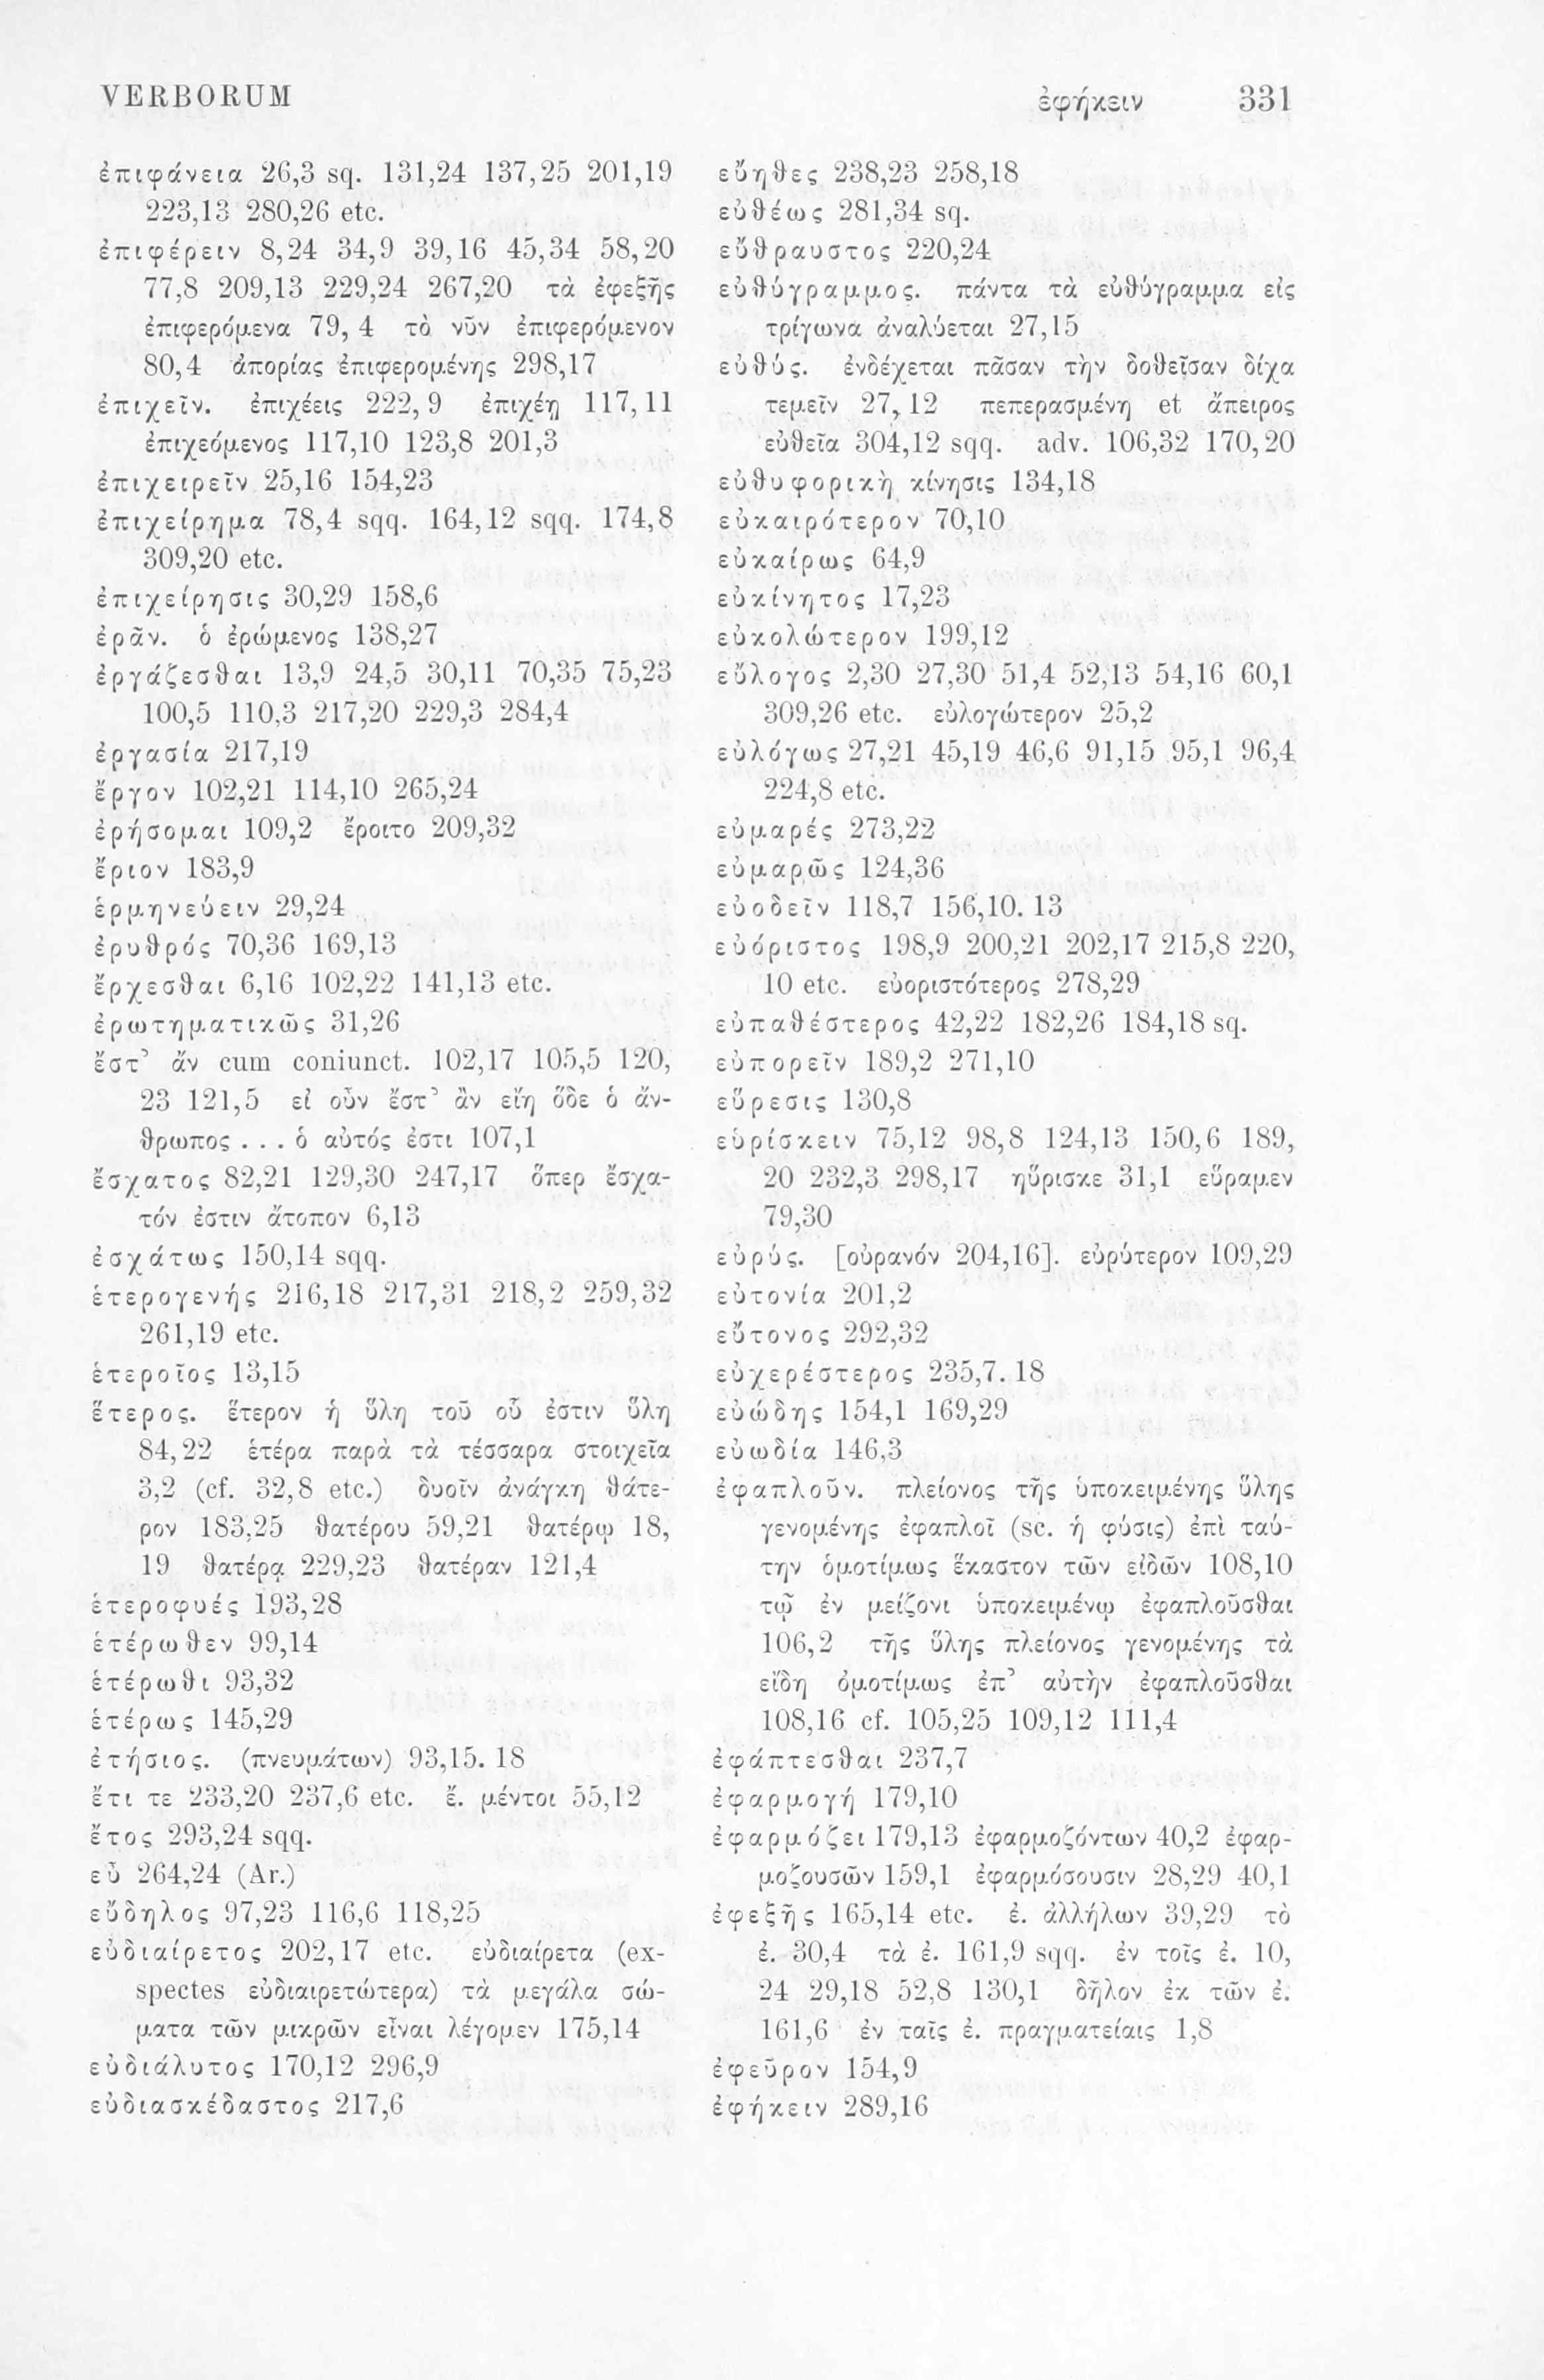 VERBORUM
ἐφήκειν 331
ἐπιφάνεια 26,3 sq. 131,24 137,25 201,19
223,13 280,26 etc.
ἐπιφέρειν 8,24 34,9 39,16 45,34 58,20
77,8 209,13 229,24 267,20 τὰ ἐφεξῆς
ἐπιφερόμενα 79,4 τὸ νῦν ἐπιφερόμενον
80,4 ἀπορίας ἐπιφερομένης 298,17
ἐπιχεῖν. ἐπιχέεις 222,9 ἐπιχέῃ 117,11
ἐπιχεόμενος 117,10 123,8 201,3
ἐπιχειρεῖν 25,16 154,23
ἐπιχείρημα 78,4 sqq. 164,12 sqq. 174,8
309,20 etc.
ἐπιχείρησις 30,29 158,6
ἐρᾶν. ὁ ἐρώμενος 138,27
ἐργάζεσθαι 13,9 24,5 30,11 70,35 75,23
100,5 110,3 217,20 229,3 284,4
ἐργασία 217,19
ἔργον 102,21 114,10 265,24
ἐρήσομαι 109,2 ἔροιτο 209,32
ἔριον 183,9
ἑρμηνεύειν 29,24
ἐρυθρός 70,36 169,13
ἔρχεσθαι 6,16 102,22 141,13 etc.
ἐρωτηματικῶς 31,26
ἔστ’ ἄν cum coniunct. 102,17 105,5 120,
23 121,5 εἰ οὖν ἔστ’ ἂν εἴη ὅδε ὁ ἄν-
θρωπος . . . ὁ αὐτός ἐστι 107,1
ἔσχατος 82,21 129,30 247,17 ὅπερ ἔσχα-
τόν ἐστιν ἄτοπον 6,13
ἐσχάτως 150,14 sqq.
ἑτερογενής 216,18 217,31 218,2 259,32
261,19 etc.
ἑτεροῖος 13,15
ἕτερος. ἕτερον ἡ ὕλη τοῦ οὗ ἐστιν ὕλη
84,22 ἑτέρα παρὰ τὰ τέσσαρα στοιχεῖα
3,2 (cf. 32,8 etc.) δυοῖν ἀνάγκη θάτε-
ρον 183,25 θατέρου 59,21 θατέρῳ 18,
19 θατέρᾳ 229,23 θατέραν 121,4
ἑτεροφυές 193,28
ἑτέρωθεν 99,14
ἑτέρωθι 93,32
ἑτέρως 145,29
ἐτήσιος. (πνευμάτων) 93,15. 18
ἔτι τε 233,20 237,6 etc. ἔ. μέντοι 55,12
ἔτος 293,24 sqq.
εὖ 264,24 (Ar.)
εὔδηλος 97,23 116,6 118,25
εὐδιαίρετος 202,17 etc. εὐδιαίρετα (ex-
spectes εὐδιαιρετώτερα) τὰ μεγάλα σώ-
ματα τῶν μικρῶν εἶναι λέγομεν 175,14
εὐδιάλυτος 170,12 296,9
εὐδιασκέδαστος 217,6
εὔηθες 238,23 258,18
εὐθέως 281,34 sq.
εὔθραυστος 220,24
εὐθύγραμμος. πάντα τὰ εὐθύγραμμα εἰς
τρίγωνα ἀναλύεται 27,15
εὐθύς. ἐνδέχεται πᾶσαν τὴν δοθεῖσαν δίχα
τεμεῖν 27,12 πεπερασμένη et ἄπειρος
εὐθεῖα 304,12 sqq. adv. 106,32 170,20
εὐθυφορικὴ κίνησις 134,18
εὐκαιρότερον 70,10
εὐκαίρως 64,9
εὐκίνητος 17,23
εὐκολώτερον 199,12
εὔλογος 2,30 27,30 51,4 52,13 54,16 60,1
309,26 etc. εὐλογώτερον 25,2
εὐλόγως 27,21 45,19 46,6 91,15 95,1 96,4
224,8 etc.
εὐμαρές 273,22
εὐμαρῶς 124,36
εὐοδεῖν 118,7 156,10. 13
εὐόριστος 198,9 200,21 202,17 215,8 220,
10 etc. εὐοριστότερος 278,29
εὐπαθέστερος 42,22 182,26 184,18 sq.
εὐπορεῖν 189,2 271,10
εὕρεσις 130,8
εὑρίσκειν 75,12 98,8 124,13 150,6 189,
20 232,3 298,17 ηὕρισκε 31,1 εὕραμεν
79,30
εὐρύς. [οὐρανόν 204,16]. εὐρύτερον 109,29
εὐτονία 201,2
εὔτονος 292,32
εὐχερέστερος 235,7. 18
εὐώδης 154,1 169,29
εὐωδία 146,3
ἐφαπλοῦν. πλείονος τῆς ὑποκειμένης ὕλης
γενομένης ἐφαπλοῖ (sc. ἡ φύσις) ἐπὶ ταύ-
την ὁμοτίμως ἕκαστον τῶν εἰδῶν 108,10
τῷ ἐν μείζονι ὑποκειμένῳ ἐφαπλοῦσθαι
106,2 τῆς ὕλης πλείονος γενομένης τὰ
εἴδη ὁμοτίμως ἐπ’ αὐτὴν ἐφαπλοῦσθαι
108,16 cf. 105,25 109,12 111,4
ἐφάπτεσθαι 237,7
ἐφαρμογή 179,10
ἐφαρμόζει 179,13 ἐφαρμοζόντων 40,2 ἐφαρ-
μοζουσῶν 159,1 ἐφαρμόσουσιν 28,29 40,1
ἐφεξῆς 165,14 etc. ἐ. ἀλλήλων 39,29 τὸ
ἐ. 30,4 τὰ ἐ. 161,9 sqq. ἐν τοῖς ἐ. 10,
24 29,18 52,8 130,1 δῆλον ἐκ τῶν ἐ.
161,6 ἐν ταῖς ἐ. πραγματείαις 1,8
ἐφεῦρον 154,9
ἐφήκειν 289,16